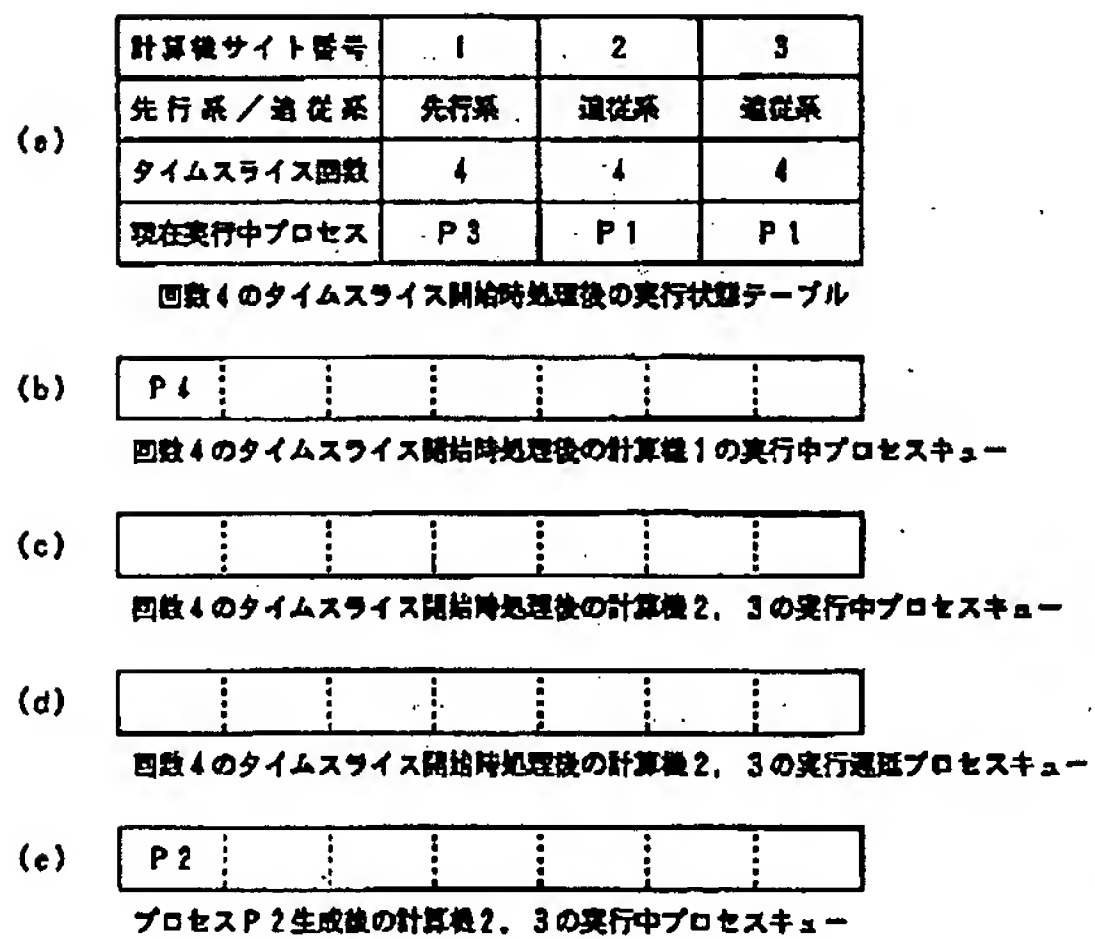 計算機サイト番号 1 2 3
先行系/追従系 先行系 追従系 追従系
(a)
タイムスライス回数 4 4 4
現在実行中プロセス P3 P1 P1
回数4のタイムスライス開始時処理後の実行状態テーブル
(b) P4
回数4のタイムスライス開始時処理後の計算機1の実行中プロセスキュー
(c)
回数4のタイムスライス開始時処理後の計算機2,3の実行中プロセスキュー
(d)
回数4のタイムスライス開始時処理後の計算機2,3の実行遅延プロセスキュー
(e) P2
プロセスP2生成後の計算機2,3の実行中プロセスキュー